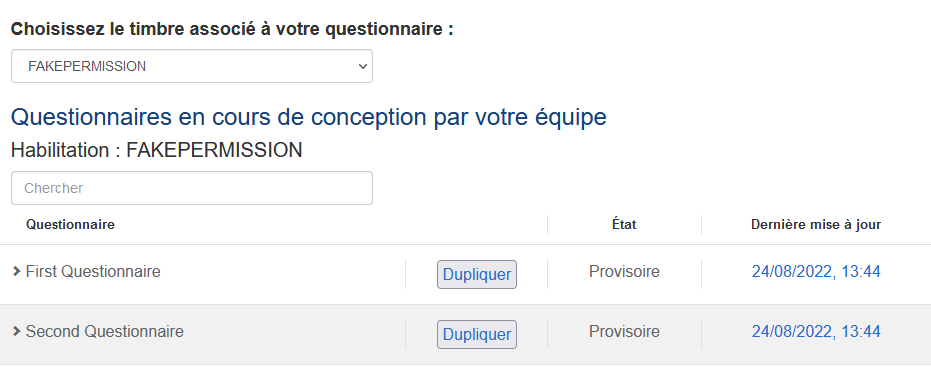 Choisissez le timbre associé à votre questionnaire :
FAKEPERMISSION
Questionnaires en cours de conception par votre équipe
Habilitation : FAKEPERMISSION
Chercher
Questionnaire État Dernière mise à jour
First Questionnaire Dupliquer Provisoire 24/08/2022, 13:44
Second Questionnaire Dupliquer Provisoire 24/08/2022, 13:44